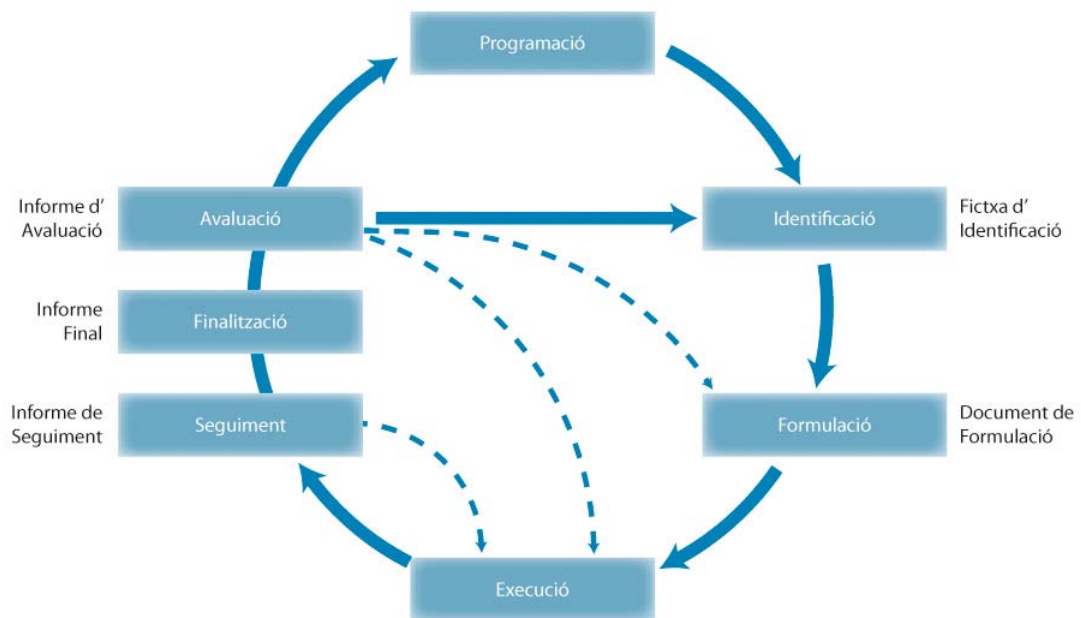 Programació
Informe d'
Avaluació
Avaluació
Identificació
Fictxa d'
Identificació
Informe
Final
Finalització
Informe de
Seguiment
Seguiment
Formulació
Document de
Formulació
Execució